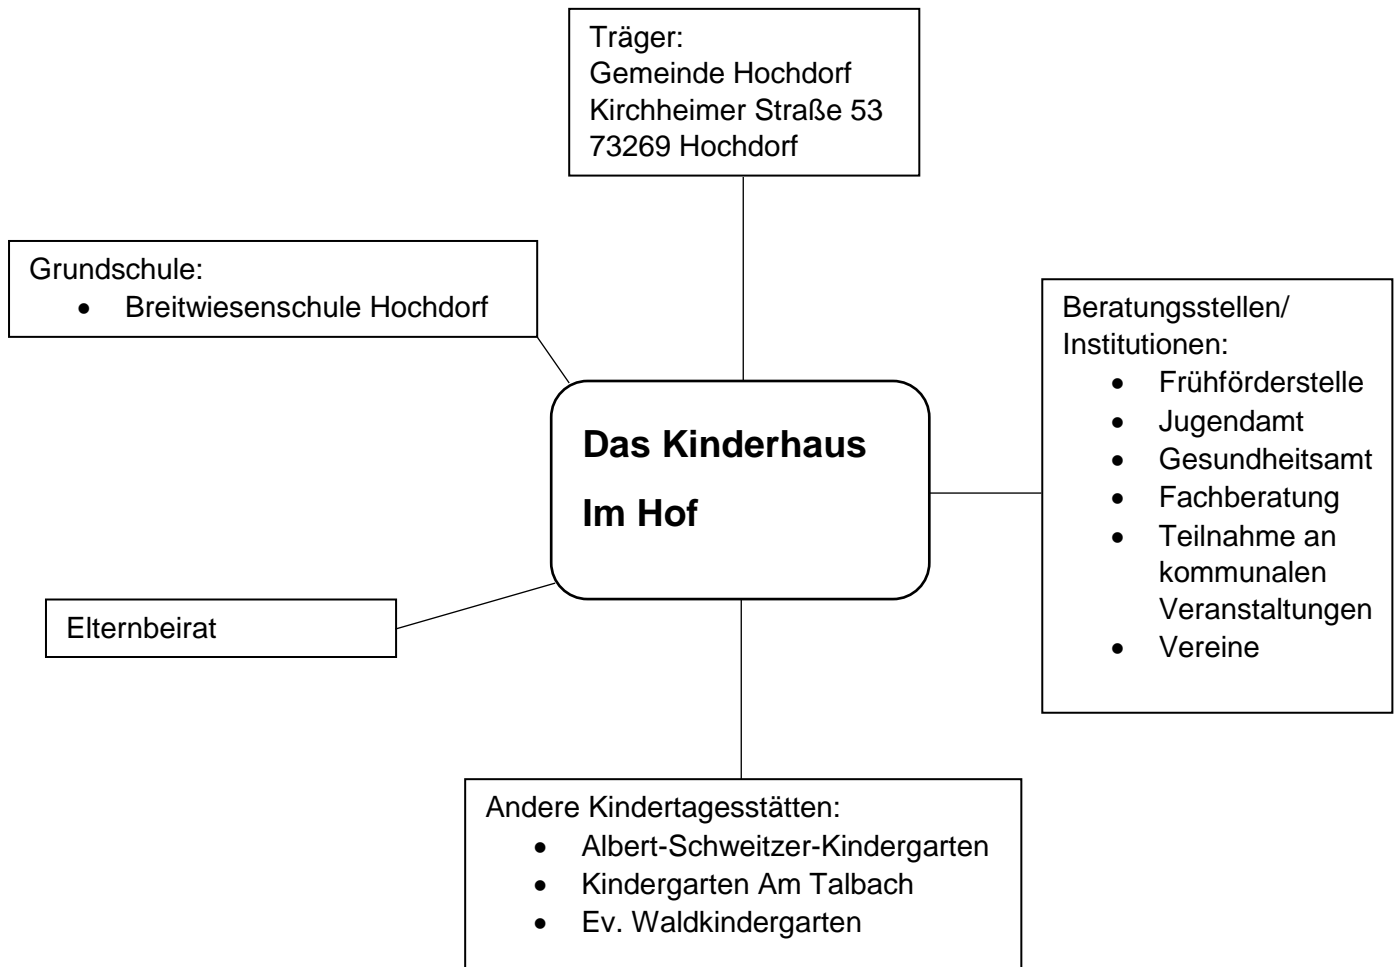 Träger:
Gemeinde Hochdorf
Kirchheimer Straße 53
73269 Hochdorf
Grundschule:
• Breitwiesenschule Hochdorf
Beratungsstellen/
Institutionen:
• Frühförderstelle
• Jugendamt
• Gesundheitsamt
• Fachberatung
• Teilnahme an
kommunalen
Veranstaltungen
• Vereine
Das Kinderhaus
Im Hof
Elternbeirat
Andere Kindertagesstätten:
• Albert-Schweitzer-Kindergarten
• Kindergarten Am Talbach
• Ev. Waldkindergarten